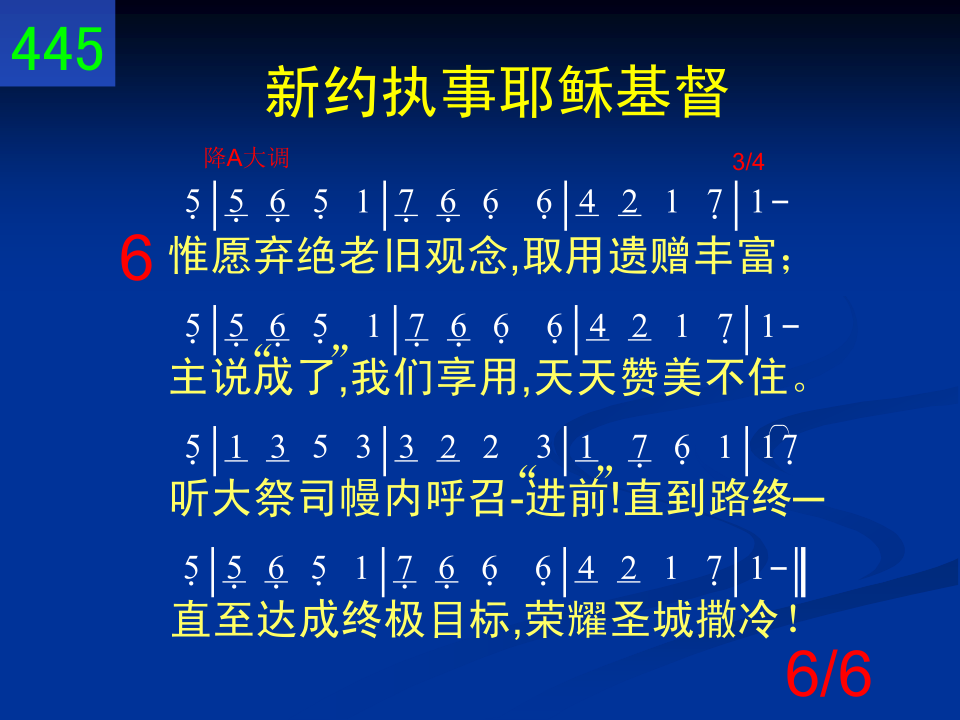 445
新约执事耶稣基督
降A大调 3/4
5̣ | 5̣ 6̣ 5̣ 1 | 7̣ 6̣ 6̣ 6̣ | 4 2 1 7̣ | 1 -
6 惟愿弃绝老旧观念,取用遗赠丰富;
5̣ | 5̣ 6̣ 5̣ 1 | 7̣ 6̣ 6̣ 6̣ | 4 2 1 7̣ | 1 -
主说“成了”,我们享用,天天赞美不住。
5̣ | 1 3 5 3 | 3 2 2 3 | 1 7̣ 6̣ 1 | 1 7̣
听大祭司幔内呼召-“进前”!直到路终─
5̣ | 5̣ 6̣ 5̣ 1 | 7̣ 6̣ 6̣ 6̣ | 4 2 1 7̣ | 1 - ‖
直至达成终极目标,荣耀圣城撒冷！
6/6